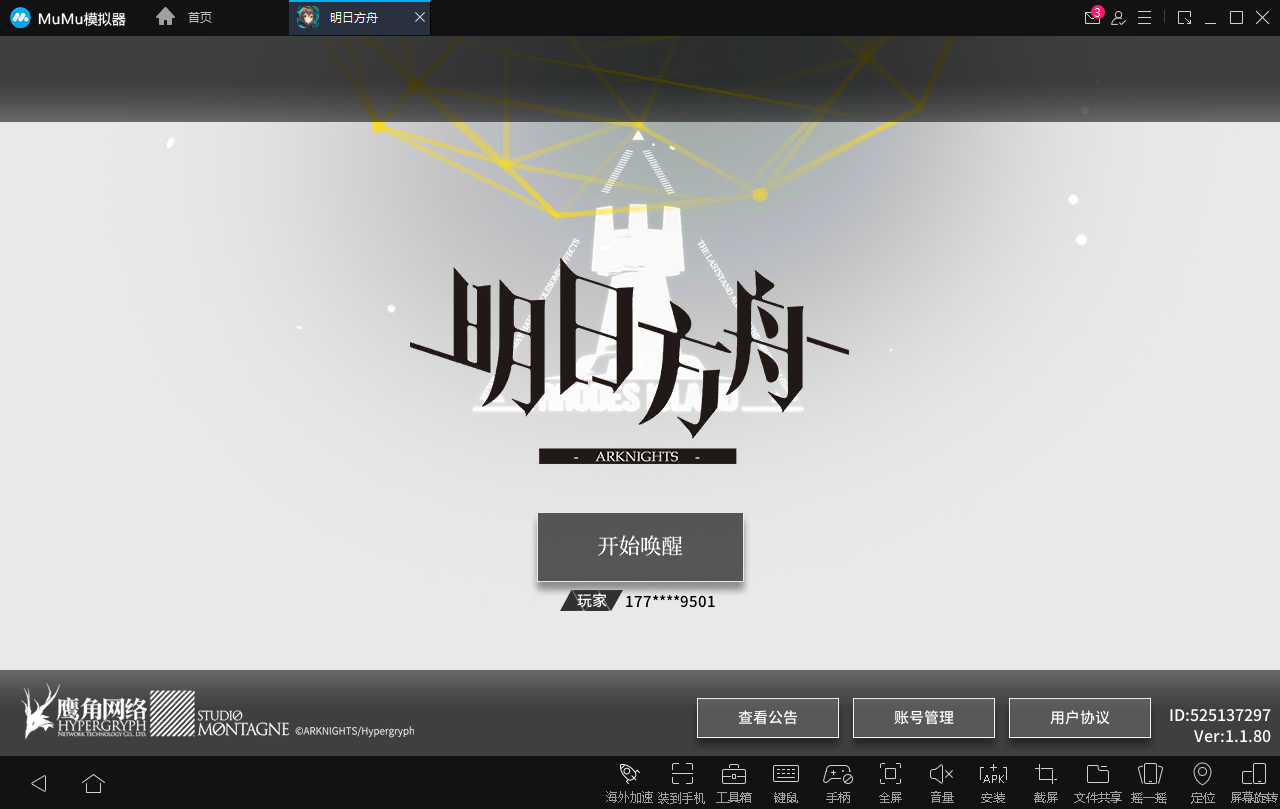 MuMu模拟器
首页
明日方舟
3
RHODES ISLAND
明日方舟
- ARKNIGHTS -
开始唤醒
玩家 177****9501
鹰角网络
HYPERGRYPH
NETWORK TECHNOLOGY CO., LTD.
STUDIO
MØNTAGNE
©ARKNIGHTS/Hypergryph
查看公告
账号管理
用户协议
ID:525137297
Ver:1.1.80
APK
海外加速 装到手机 工具箱 键鼠 手柄 全屏 音量 安装 截屏 文件共享 摇一摇 定位 屏幕旋转